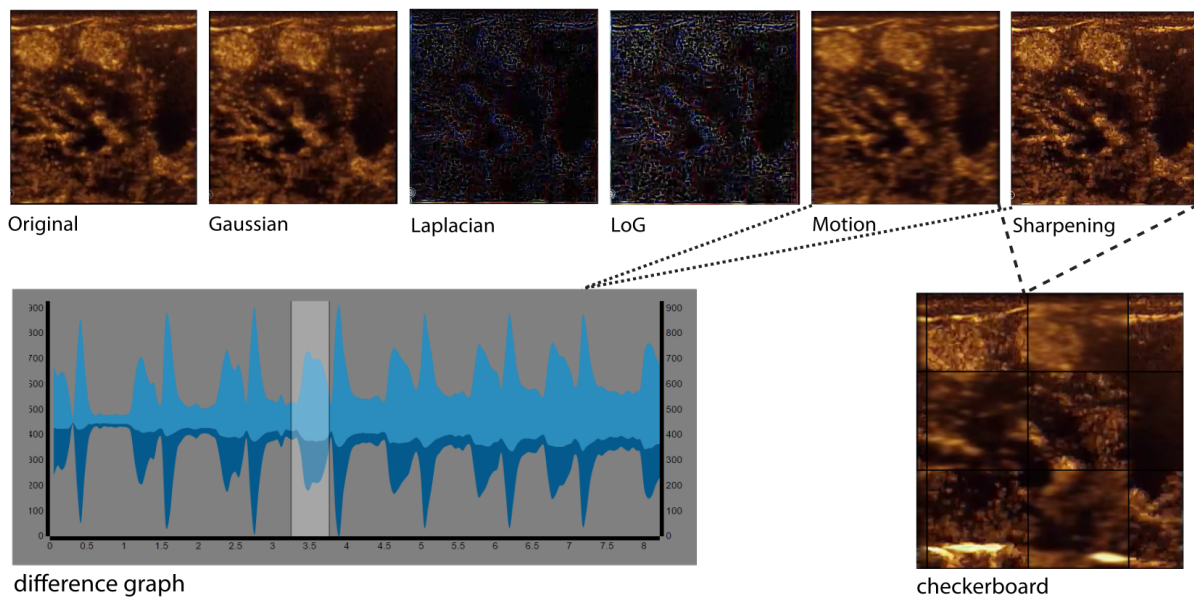 Original Gaussian Laplacian LoG Motion Sharpening
900 900
800 800
700 700
600 600
500 500
400 400
300 300
200 200
100 100
0 0
0 0.5 1 1.5 2 2.5 3 3.5 4 4.5 5 5.5 6 6.5 7 7.5 8
difference graph
checkerboard